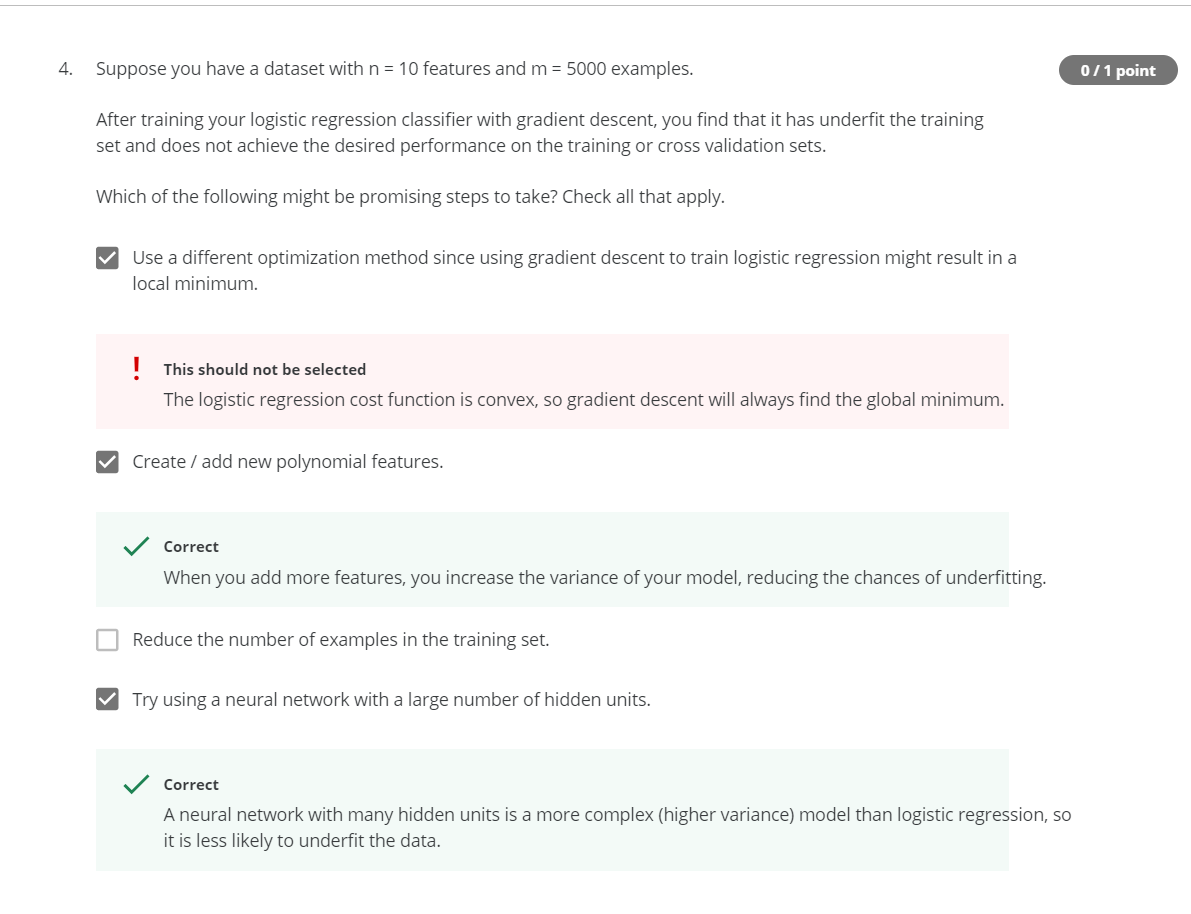 4. Suppose you have a dataset with n = 10 features and m = 5000 examples.
0 / 1 point
After training your logistic regression classifier with gradient descent, you find that it has underfit the training
set and does not achieve the desired performance on the training or cross validation sets.
Which of the following might be promising steps to take? Check all that apply.
Use a different optimization method since using gradient descent to train logistic regression might result in a
local minimum.
This should not be selected
The logistic regression cost function is convex, so gradient descent will always find the global minimum.
Create / add new polynomial features.
Correct
When you add more features, you increase the variance of your model, reducing the chances of underfitting.
Reduce the number of examples in the training set.
Try using a neural network with a large number of hidden units.
Correct
A neural network with many hidden units is a more complex (higher variance) model than logistic regression, so
it is less likely to underfit the data.